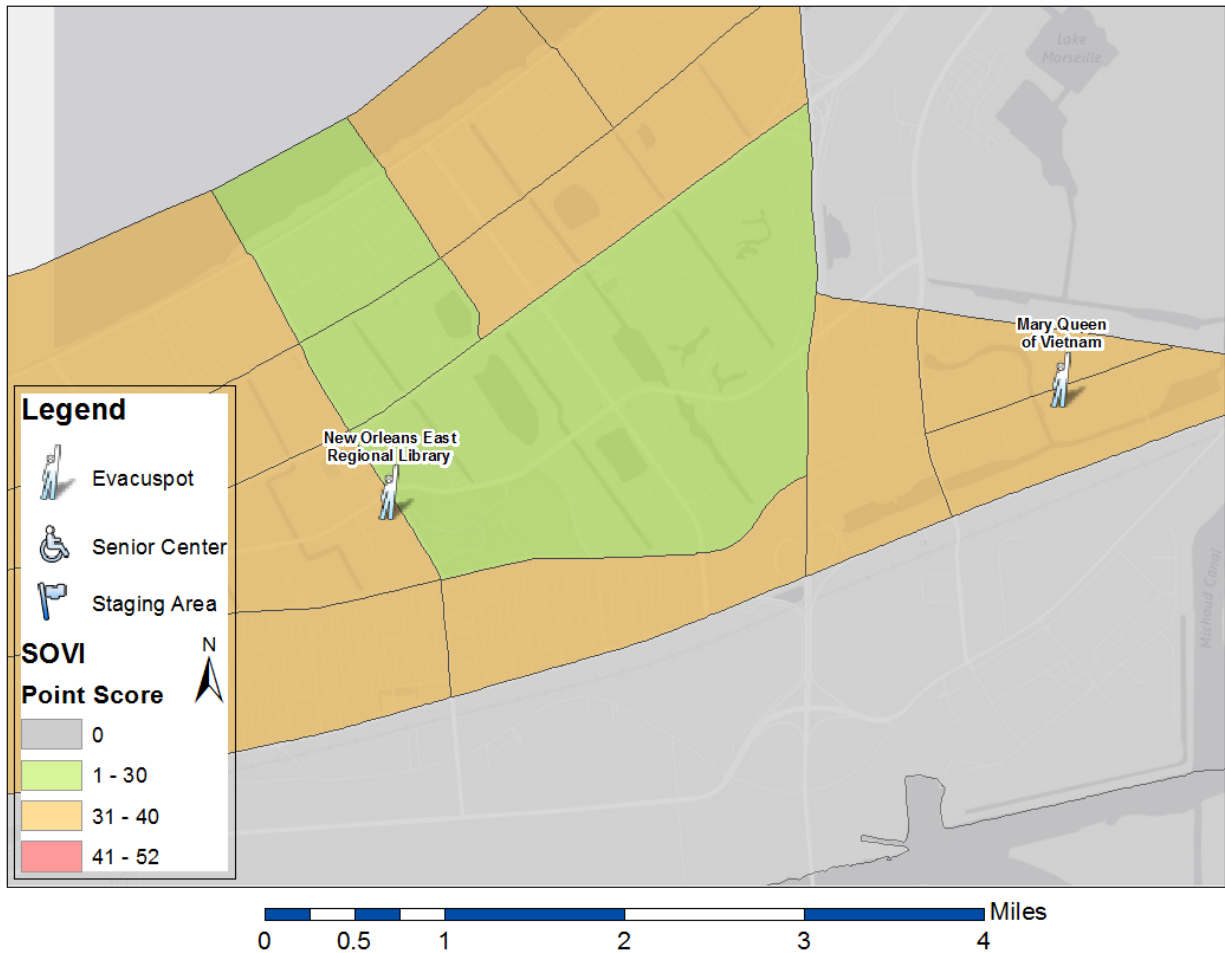 Lake
Marseille
Mary Queen
of Vietnam
New Orleans East
Regional Library
Michoud Canal
Legend
Evacuspot
Senior Center
Staging Area
SOVI
N
Point Score
0
1 - 30
31 - 40
41 - 52
Miles
0 0.5 1 2 3 4